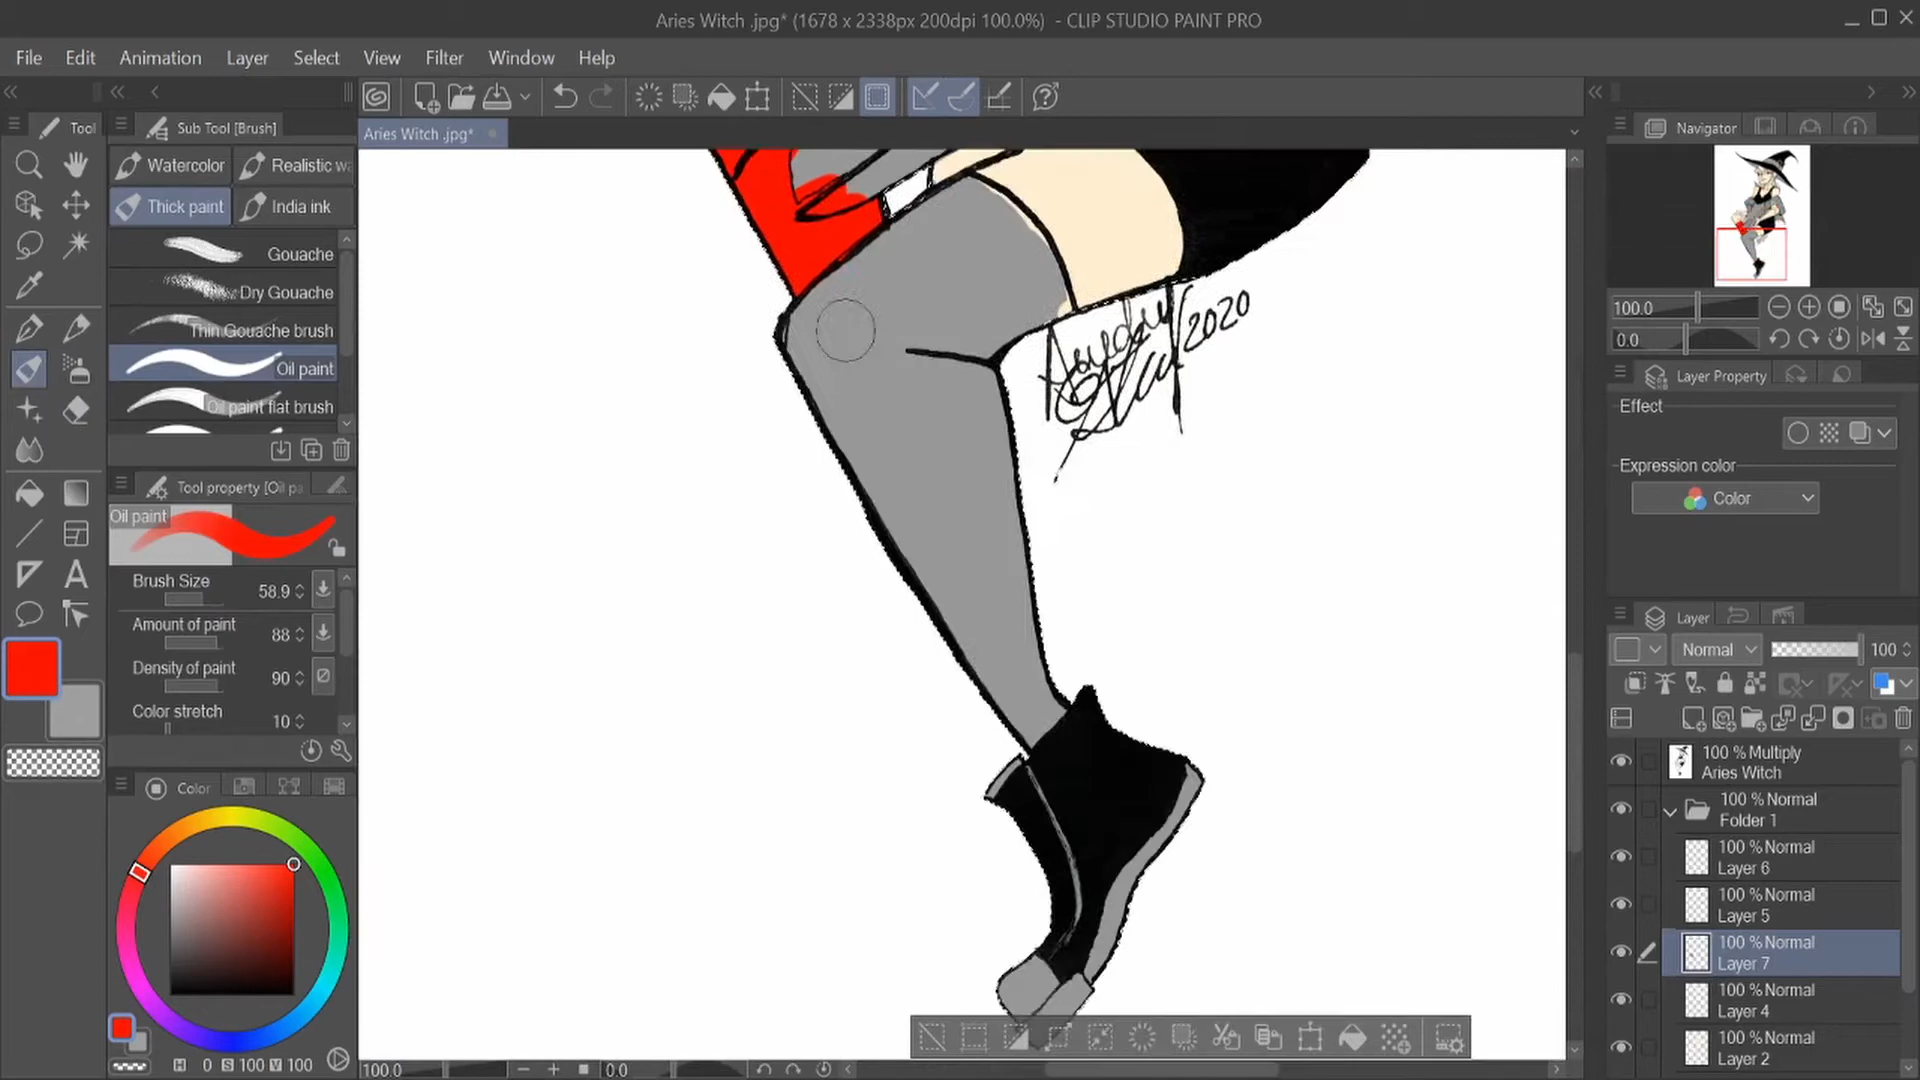 Aries Witch .jpg* (1678 x 2338px 200dpi 100.0%)  - CLIP STUDIO PAINT PRO
File Edit Animation Layer Select View Filter Window Help
Tool
Sub Tool [Brush]
Aries Witch .jpg*
Navigator
Watercolor
Realistic wa
Thick paint
India ink
Gouache
Dry Gouache
Thin Gouache brush
Oil paint
Oil paint flat brush
Tool property [Oil pa
Oil paint
Brush Size 58.9
Amount of paint 88
Density of paint 90
Color stretch 10
Color
H 0 S 100 V 100
2020
100.0 0.0
100.0
0.0
Layer Property
Effect
Expression color
Color
Layer
Normal 100
100 % Multiply
Aries Witch
100 % Normal
Folder 1
100 % Normal
Layer 6
100 % Normal
Layer 5
100 % Normal
Layer 7
100 % Normal
Layer 4
100 % Normal
Layer 2